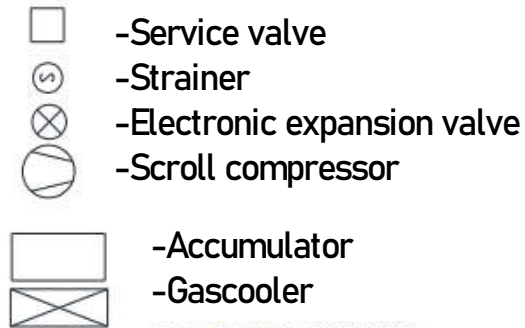 -Service valve
-Strainer
-Electronic expansion valve
-Scroll compressor
-Accumulator
-Gascooler